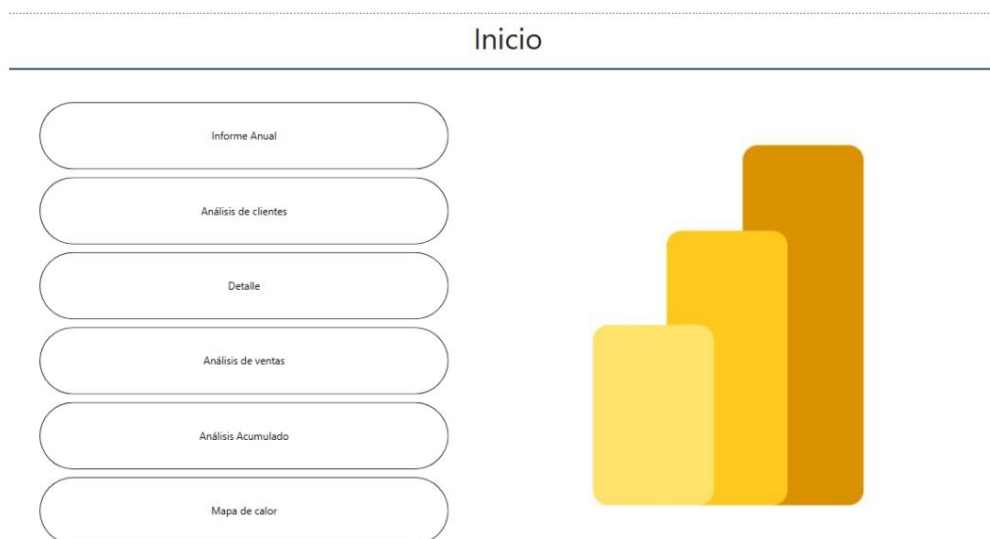 Inicio
Informe Anual
Análisis de clientes
Detalle
Análisis de ventas
Análisis Acumulado
Mapa de calor